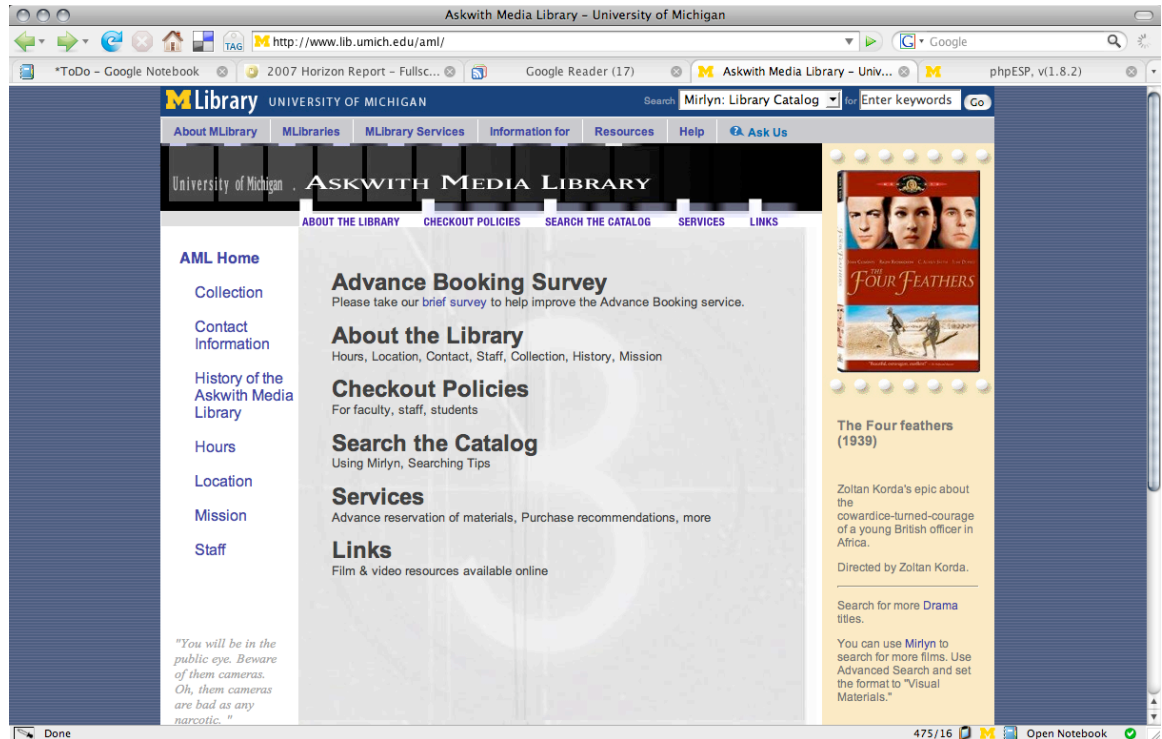 Askwith Media Library – University of Michigan
TAG
http://www.lib.umich.edu/aml/
G
Google
*ToDo – Google Notebook
2007 Horizon Report – Fullsc...
Google Reader (17)
Askwith Media Library – Univ...
phpESP, v(1.8.2)
M Library UNIVERSITY OF MICHIGAN
Search Mirlyn: Library Catalog for Enter keywords Go
About MLibrary MLibraries MLibrary Services Information for Resources Help Ask Us
University of Michigan . ASKWITH MEDIA LIBRARY
ABOUT THE LIBRARY CHECKOUT POLICIES SEARCH THE CATALOG SERVICES LINKS
AML Home
Collection
Contact
Information
History of the
Askwith Media
Library
Hours
Location
Mission
Staff
"You will be in the
public eye. Beware
of them cameras.
Oh, them cameras
are bad as any
narcotic. "
Advance Booking Survey
Please take our brief survey to help improve the Advance Booking service.
About the Library
Hours, Location, Contact, Staff, Collection, History, Mission
Checkout Policies
For faculty, staff, students
Search the Catalog
Using Mirlyn, Searching Tips
Services
Advance reservation of materials, Purchase recommendations, more
Links
Film & video resources available online
THE
FOUR FEATHERS
The Four feathers
(1939)
Zoltan Korda's epic about
the
cowardice-turned-courage
of a young British officer in
Africa.
Directed by Zoltan Korda.
Search for more Drama
titles.
You can use Mirlyn to
search for more films. Use
Advanced Search and set
the format to "Visual
Materials."
Done
475/16
M
Open Notebook